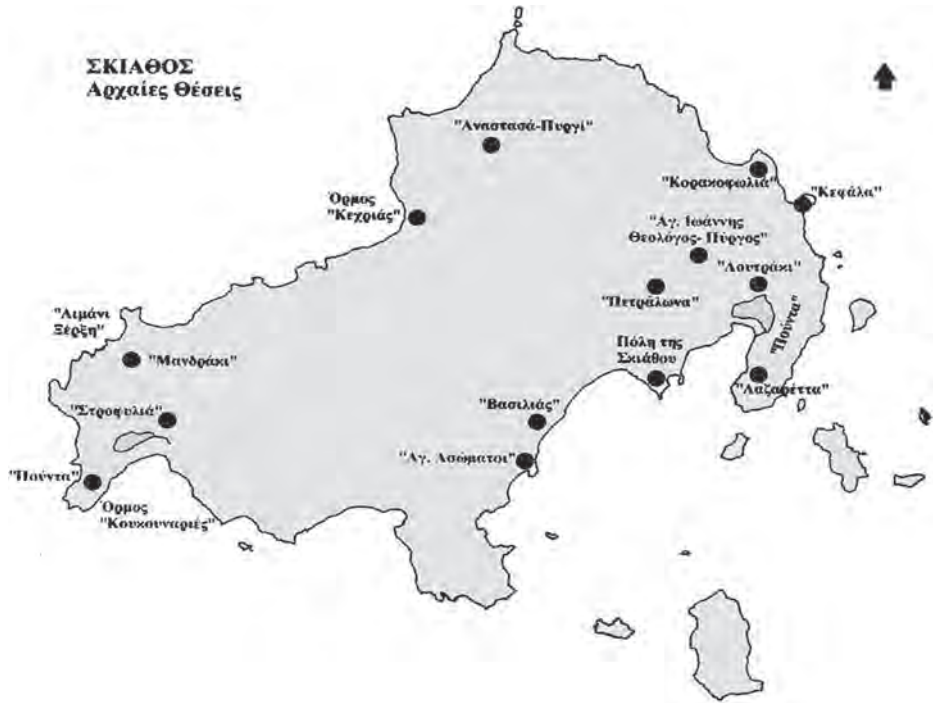 ΣΚΙΑΘΟΣ
Αρχαίες Θέσεις
"Αναστασά-Πυργί"
"Κορακοφωλιά"
"Κεφάλα"
Όρμος
"Κεχριάς"
"Αγ. Ιωάννης
Θεολόγος- Πύργος"
"Λουτράκι"
"Πετράλωνα"
"Πούντα"
"Λιμάνι
Ξέρξη"
"Μανδράκι"
Πόλη της
Σκιάθου
"Λαζαρέττα"
"Στροφυλιά"
"Βασιλιάς"
"Αγ. Ασώματοι"
"Πούντα"
Όρμος
"Κουκουναριές"